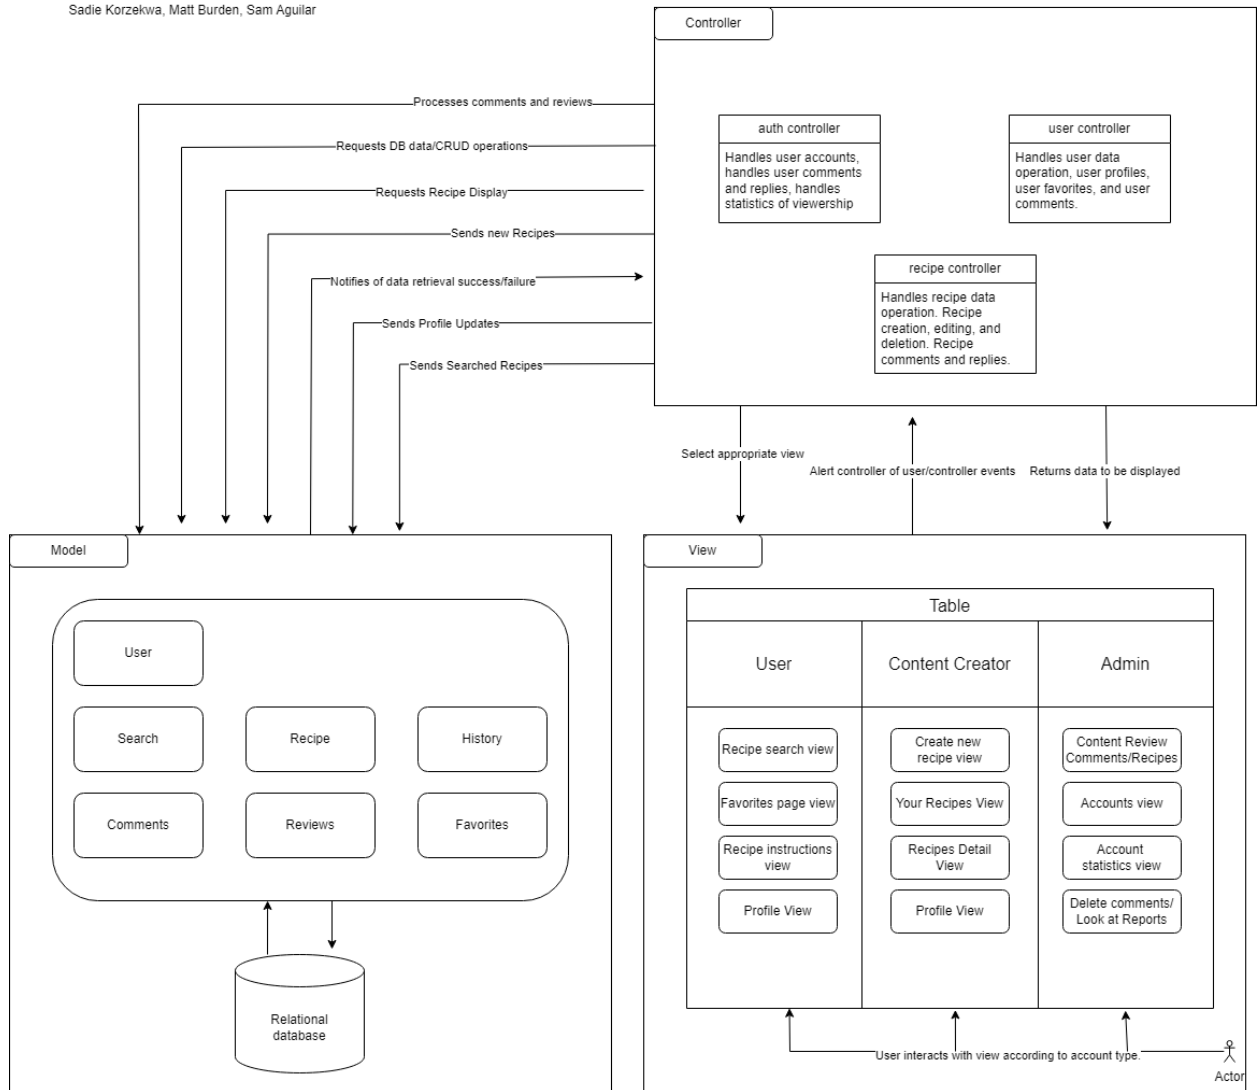 Sadie Korzekwa, Matt Burden, Sam Aguilar
Controller
Processes comments and reviews
Requests DB data/CRUD operations
Requests Recipe Display
Sends new Recipes
Notifies of data retrieval success/failure
Sends Profile Updates
Sends Searched Recipes
auth controller
Handles user accounts,
handles user comments
and replies, handles
statistics of viewership
user controller
Handles user data
operation, user profiles,
user favorites, and user
comments.
recipe controller
Handles recipe data
operation. Recipe
creation, editing, and
deletion. Recipe
comments and replies.
Select appropriate view
Alert controller of user/controller events
Returns data to be displayed
Model
User
Search
Recipe
History
Comments
Reviews
Favorites
Relational
database
View
Table
User
Content Creator
Admin
Recipe search view
Favorites page view
Recipe instructions
view
Profile View
Create new
recipe view
Your Recipes View
Recipes Detail
View
Profile View
Content Review
Comments/Recipes
Accounts view
Account
statistics view
Delete comments/
Look at Reports
User interacts with view according to account type.
Actor